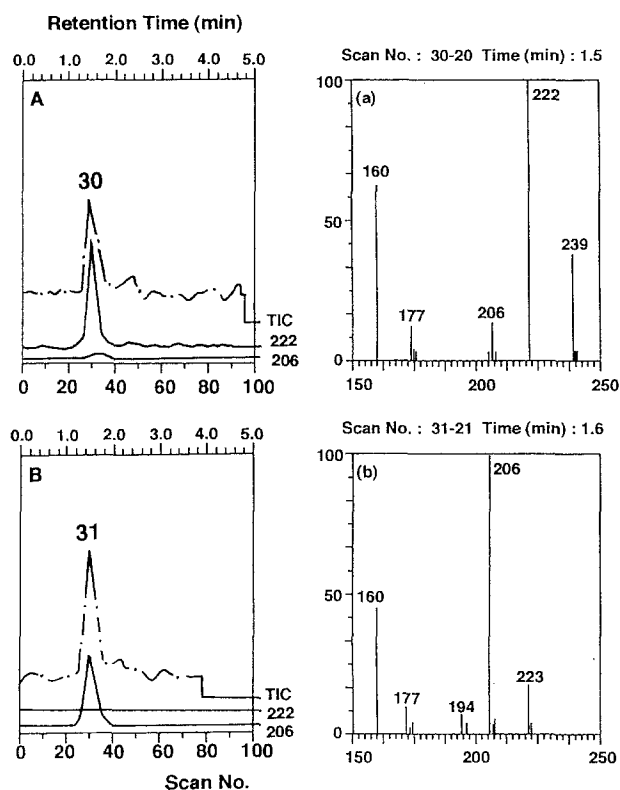 Retention Time (min)
0.0 1.0 2.0 3.0 4.0 5.0
A
30
TIC
222
206
0 20 40 60 80 100
Scan No. : 30-20 Time (min) : 1.5
100
(a)
222
160
50
239
177
206
0
150 200 250
0.0 1.0 2.0 3.0 4.0 5.0
B
31
TIC
222
206
0 20 40 60 80 100
Scan No.
Scan No. : 31-21 Time (min) : 1.6
100
(b)
206
50
160
223
177
194
0
150 200 250